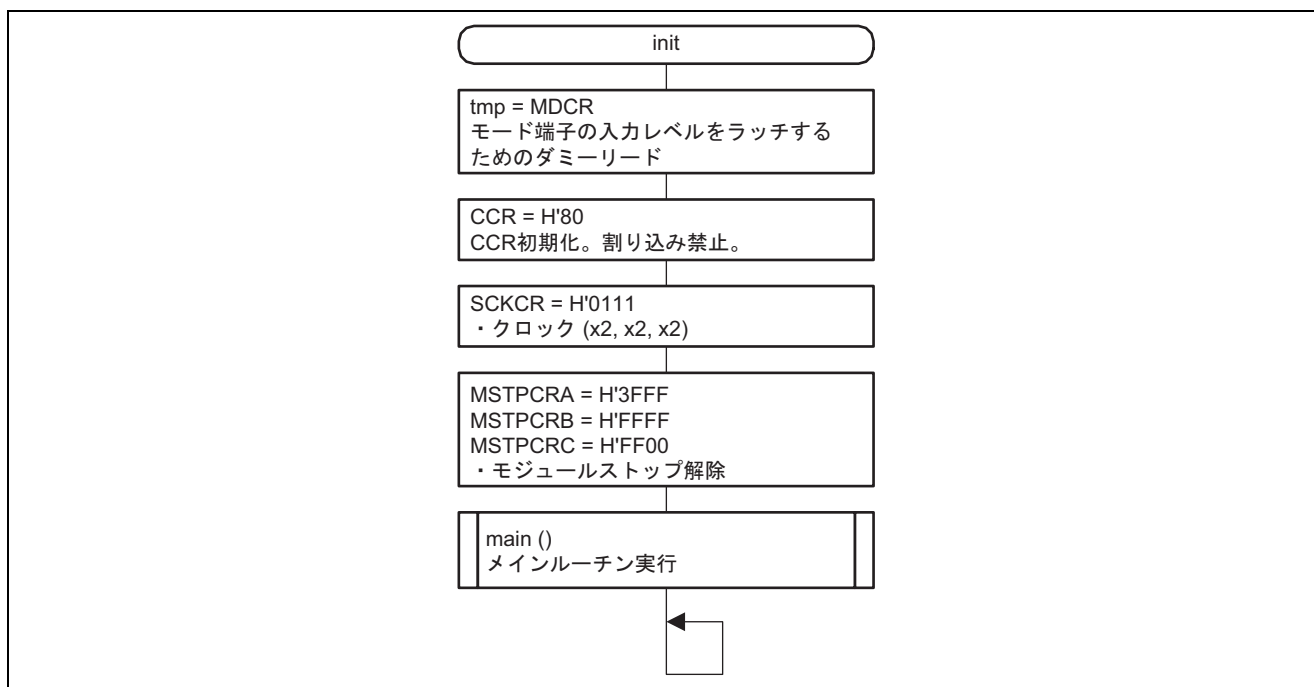 init
tmp = MDCR
モード端子の入力レベルをラッチする
ためのダミーリード
CCR = H'80
CCR初期化。割り込み禁止。
SCKCR = H'0111
・クロック (x2, x2, x2)
MSTPCRA = H'3FFF
MSTPCRB = H'FFFF
MSTPCRC = H'FF00
・モジュールストップ解除
main ()
メインルーチン実行